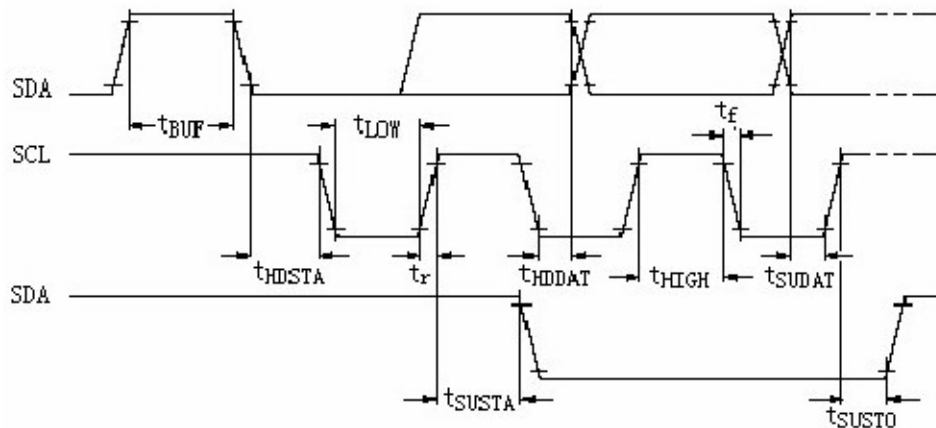 SDA
tBUF
tLOW
tf
SCL
tHDSTA
tr
tHDDAT
tHIGH
tSUDAT
SDA
tSUSTA
tSUSTO